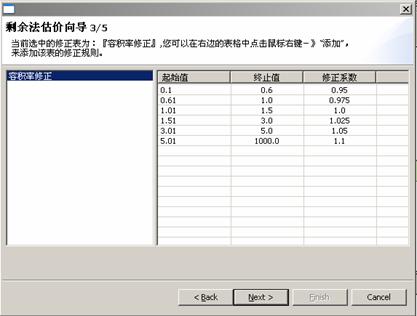 剩余法估价向导 3/5
当前选中的修正表为：『容积率修正』,您可以在右边的表格中点击鼠标右键-》“添加”,
来添加该表的修正规则。
容积率修正
起始值 终止值 修正系数
0.1 0.6 0.95
0.61 1.0 0.975
1.01 1.5 1.0
1.51 3.0 1.025
3.01 5.0 1.05
5.01 1000.0 1.1
< Back Next > Finish Cancel